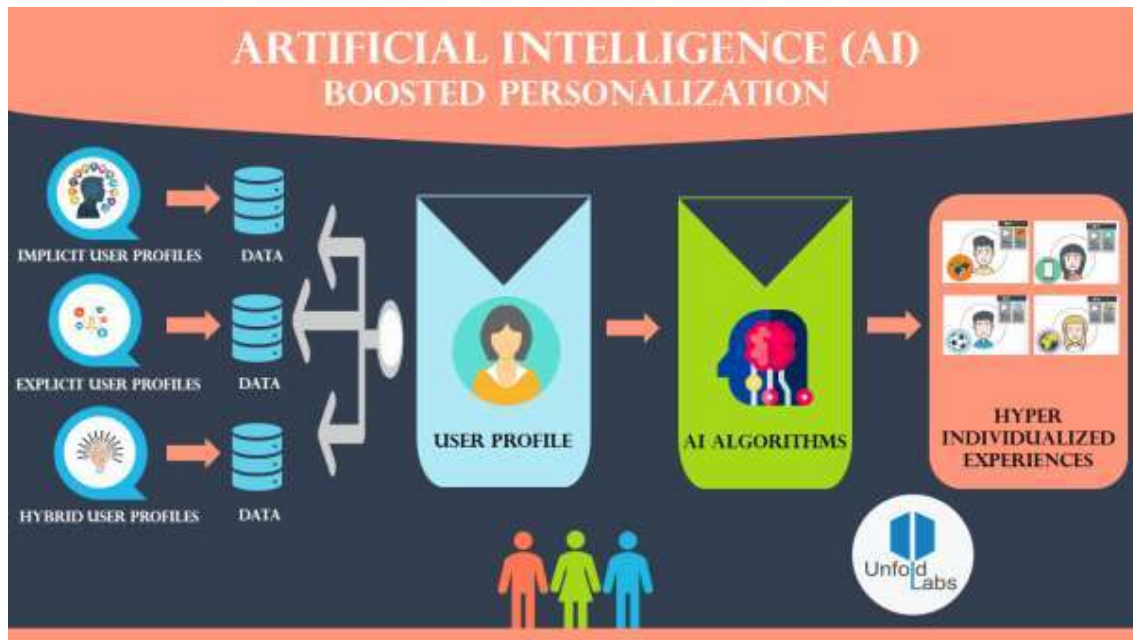 ARTIFICIAL INTELLIGENCE (AI)
BOOSTED PERSONALIZATION
IMPLICIT USER PROFILES
DATA
EXPLICIT USER PROFILES
DATA
HYBRID USER PROFILES
DATA
USER PROFILE
AI ALGORITHMS
HYPER
INDIVIDUALIZED
EXPERIENCES
Unfold
Labs